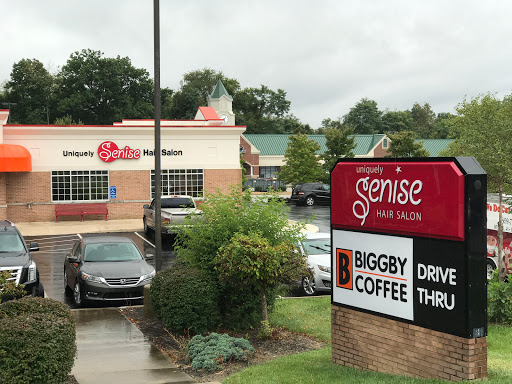 Uniquely Senise Hair Salon
uniquely
Senise
HAIR SALON
B BIGGBY
COFFEE
DRIVE
THRU